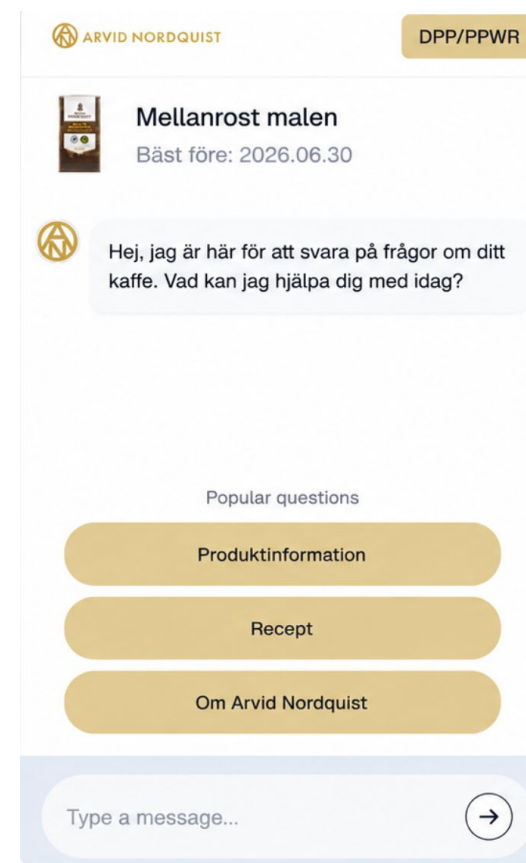 ARVID NORDQUIST
DPP/PPWR
Mellanrost malen
Bäst före: 2026.06.30
Hej, jag är här för att svara på frågor om ditt
kaffe. Vad kan jag hjälpa dig med idag?
Popular questions
Produktinformation
Recept
Om Arvid Nordquist
Type a message...